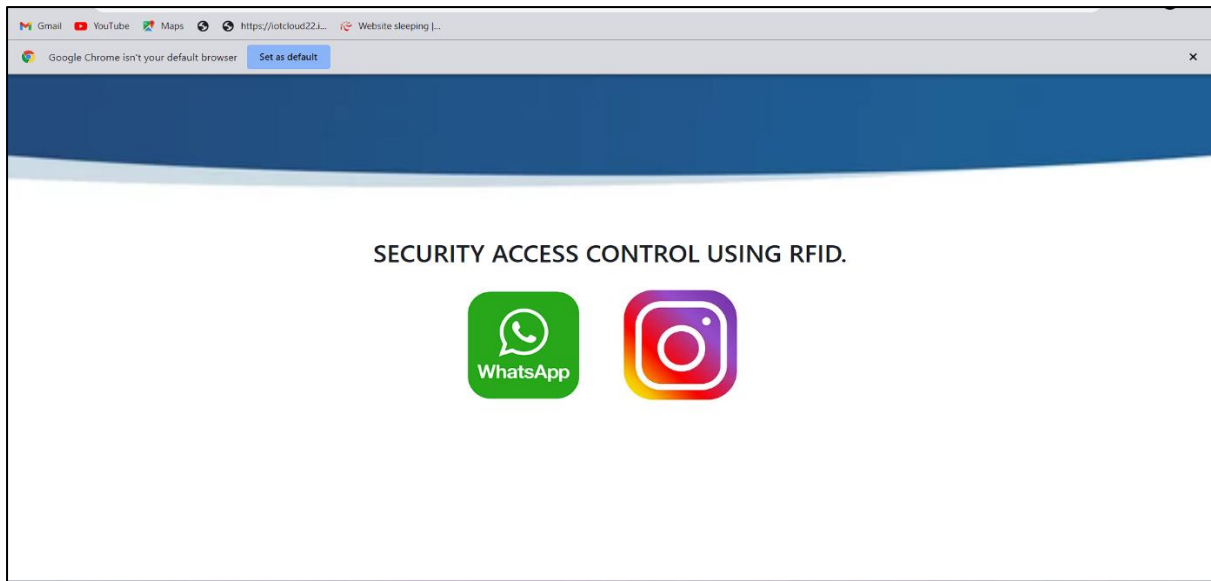 Gmail YouTube Maps https://iotcloud22.i... Website sleeping |...
Google Chrome isn't your default browser Set as default
SECURITY ACCESS CONTROL USING RFID.
WhatsApp